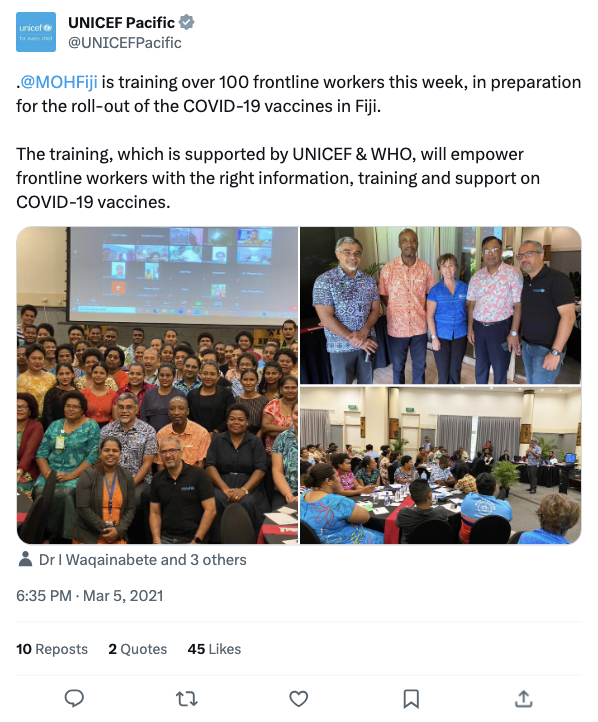 unicef
for every child
UNICEF Pacific
@UNICEFPacific
.@MOHFiji is training over 100 frontline workers this week, in preparation
for the roll-out of the COVID-19 vaccines in Fiji.
The training, which is supported by UNICEF & WHO, will empower
frontline workers with the right information, training and support on
COVID-19 vaccines.
Dr I Waqainabete and 3 others
6:35 PM · Mar 5, 2021
10 Reposts 2 Quotes 45 Likes